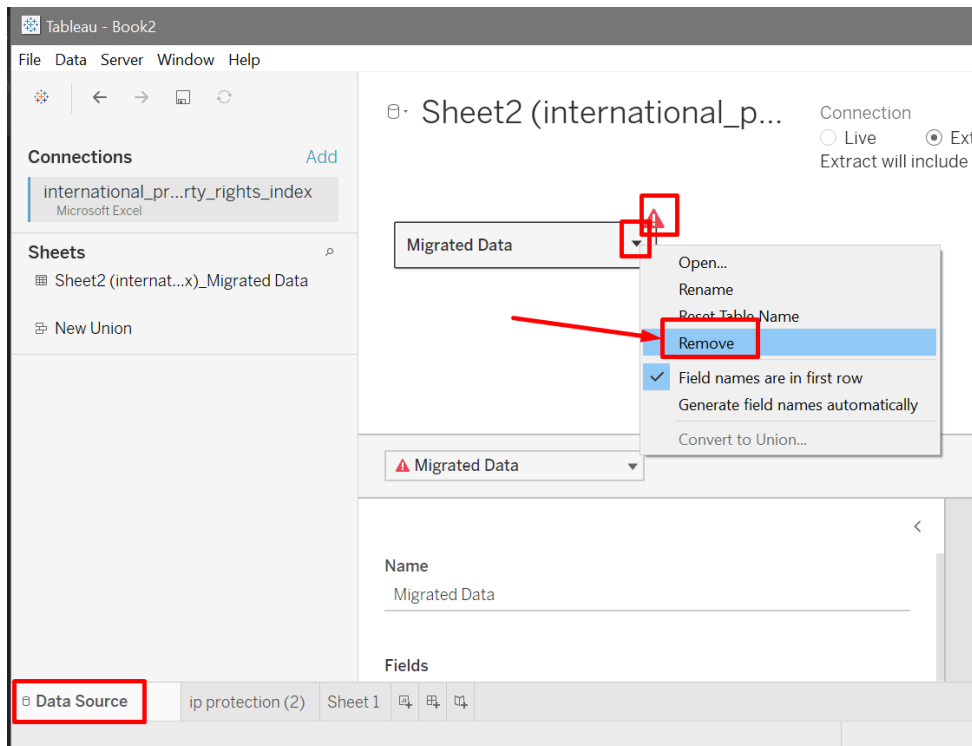 Tableau - Book2
File Data Server Window Help
Sheet2 (international_p...
Connection
Live
Ext
Extract will include
Connections
Add
international_pr...rty_rights_index
Microsoft Excel
Sheets
Sheet2 (internat...x)_Migrated Data
New Union
Migrated Data
Open...
Rename
Reset Table Name
Remove
Field names are in first row
Generate field names automatically
Convert to Union...
Migrated Data
Name
Migrated Data
Fields
Data Source
ip protection (2)
Sheet 1